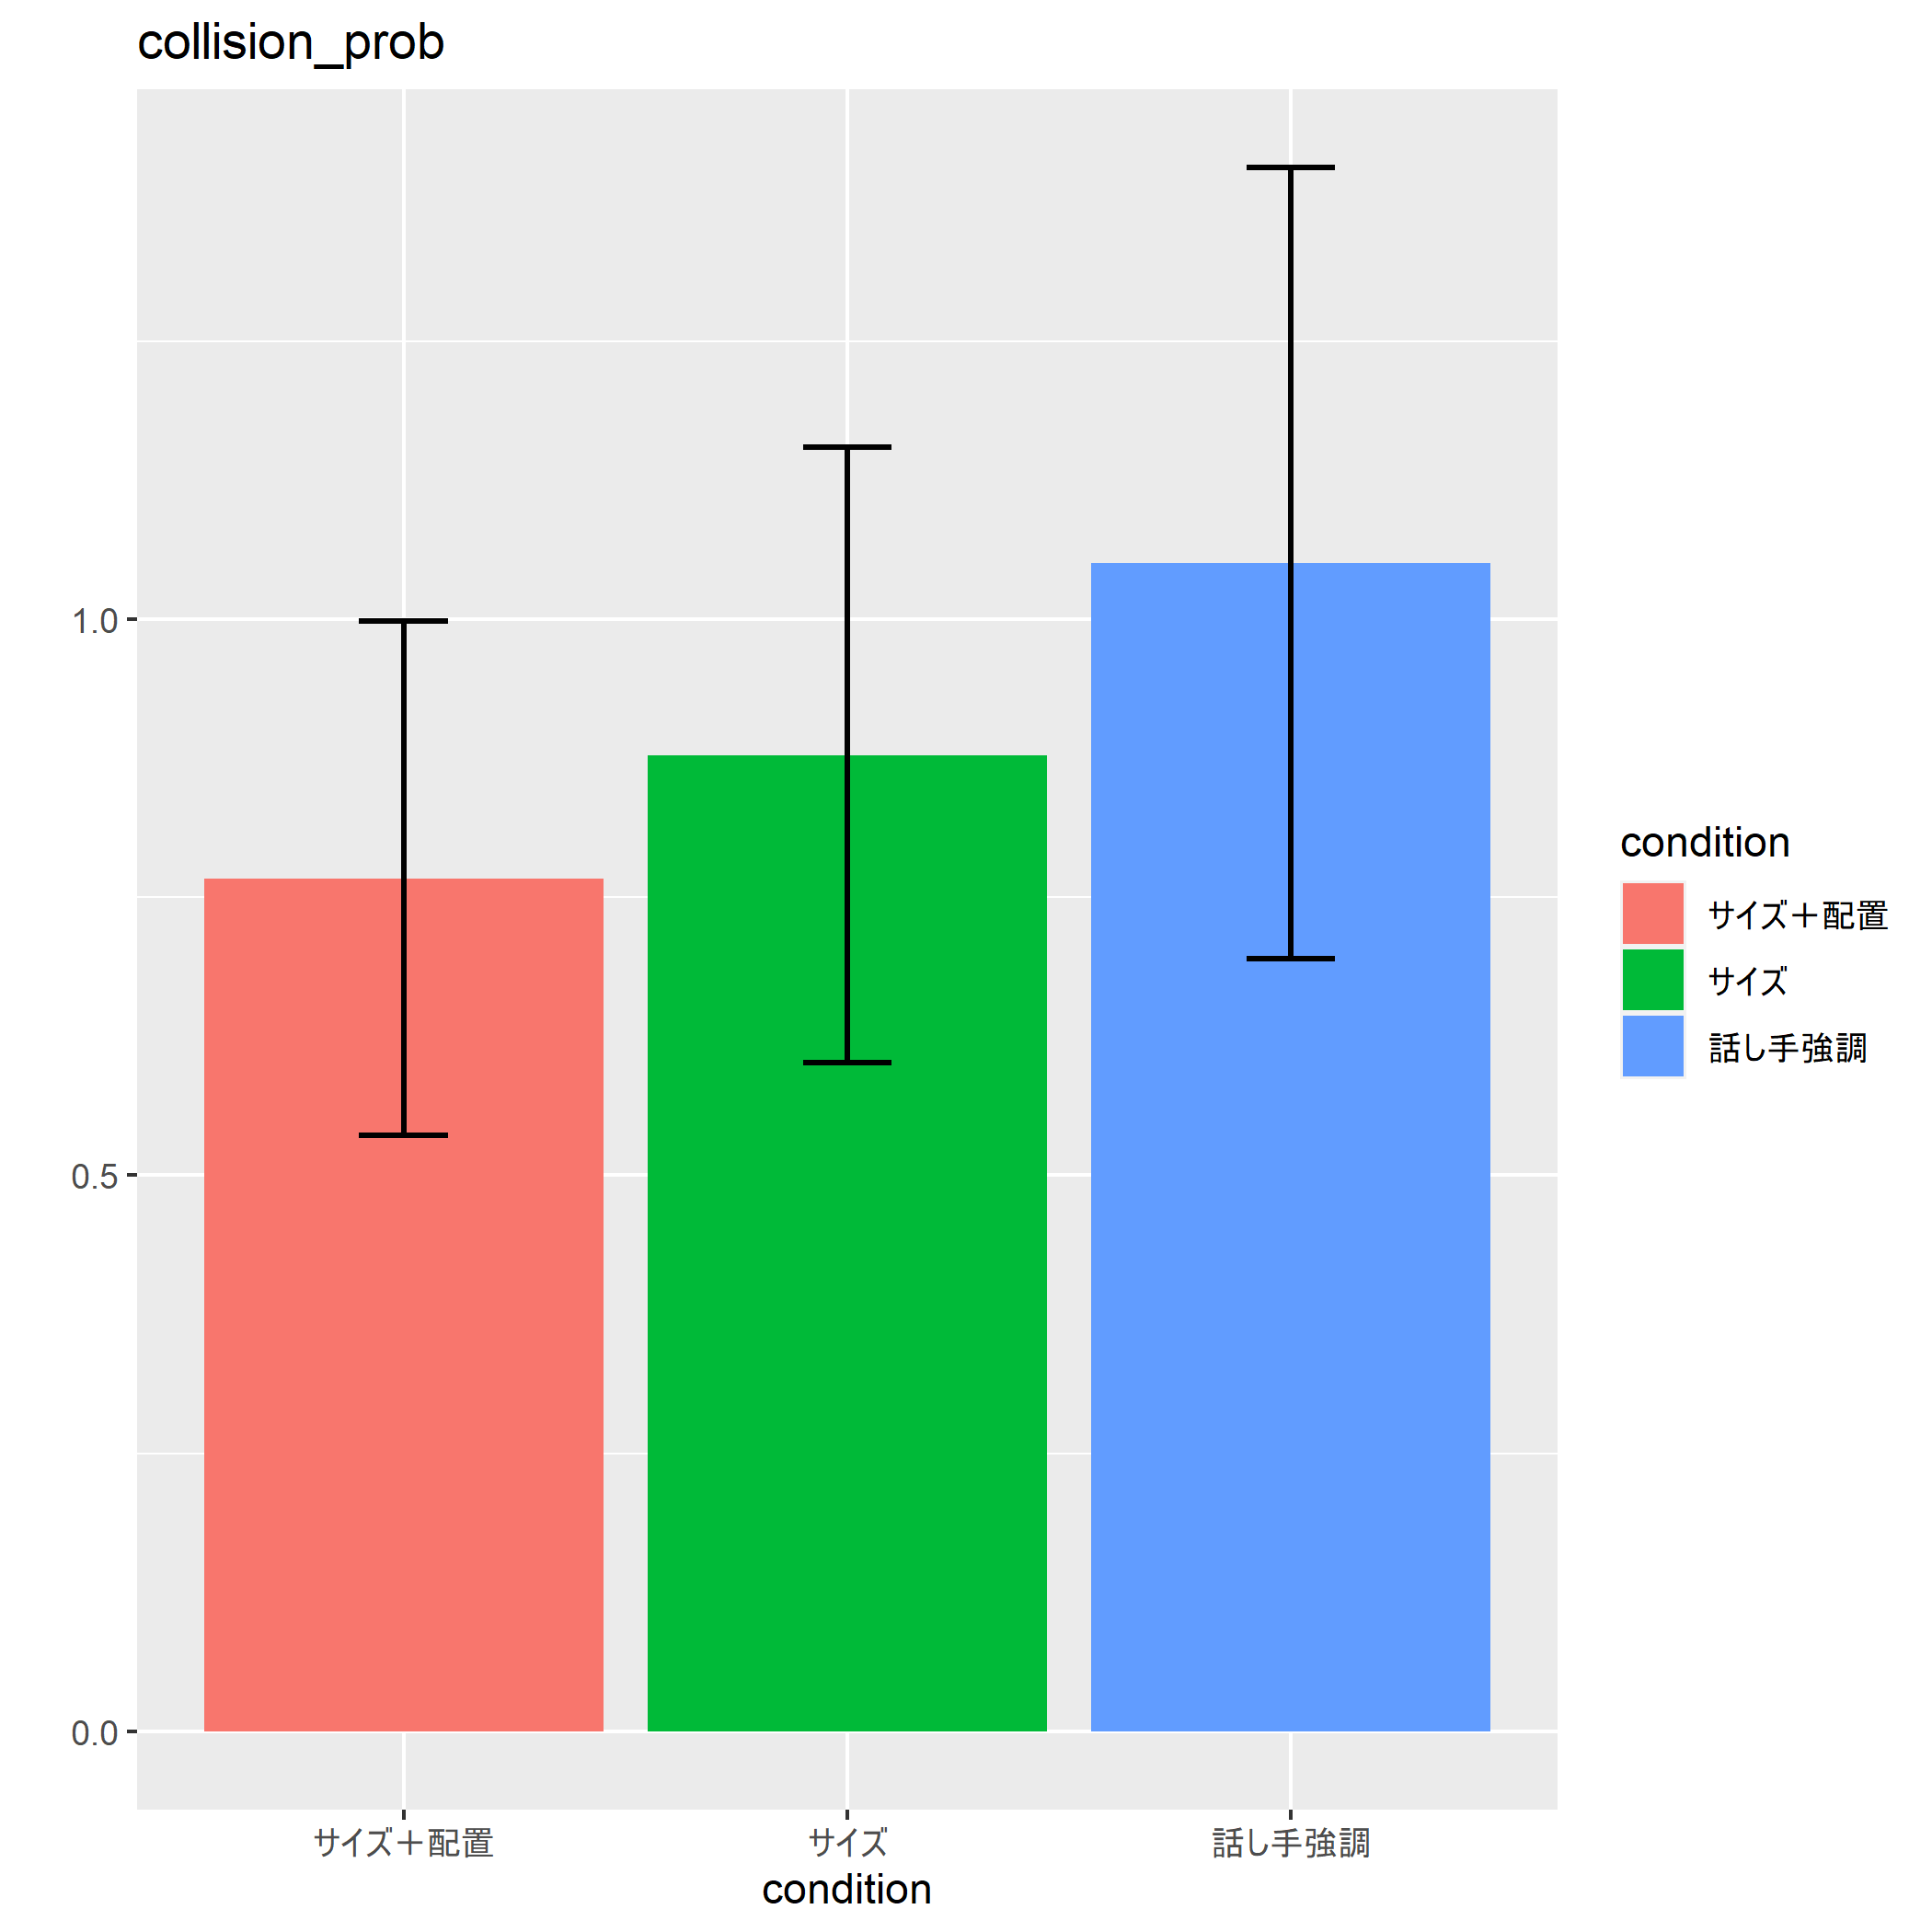 collision_prob
1.0
0.5
0.0
サイズ＋配置
サイズ
話し手強調
condition
condition
サイズ＋配置
サイズ
話し手強調